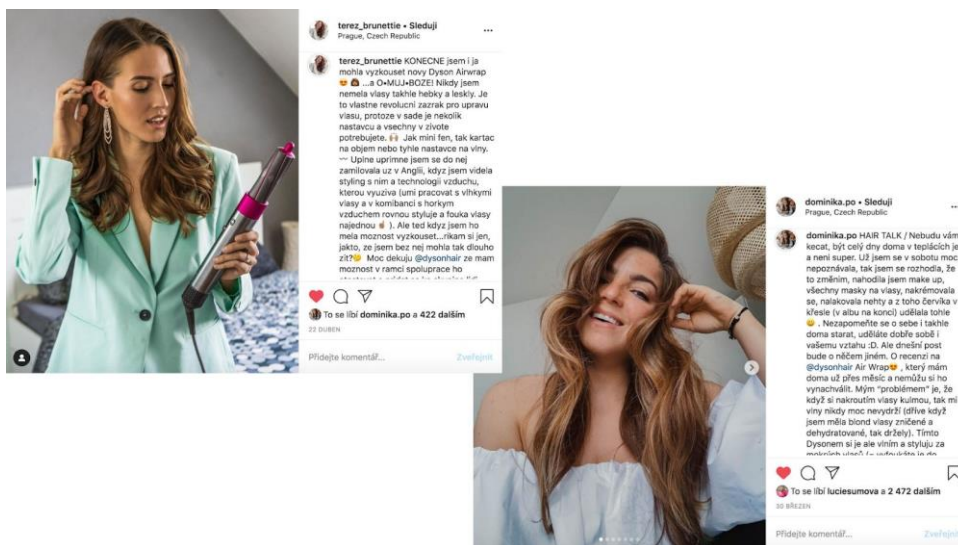 terez_brunettie • Sleduji
Prague, Czech Republic
terez_brunettie KONECNE jsem i ja
mohla vyzkouset novy Dyson Airwrap
😍 🙈 ...a O•MUJ•BOZE! Nikdy jsem
nemela vlasy takhle hebky a leskly. Je
to vlastne revolucni zazrak pro upravu
vlasu, protoze v sade je nekolik
nastavcu a vsechny v zivote
potrebujete. 🙌 Jak mini fen, tak kartac
na objem nebo tyhle nastavce na vlny.
〰️ Uplne uprimne jsem se do nej
zamilovala uz v Anglii, kdyz jsem videla
styling s nim a technologii vzduchu,
kterou vyuziva (umi pracovat s vlhkymi
vlasy a v komibanci s horkym
vzduchem rovnou styluje a fouka vlasy
najednou ☝️ ). Ale ted kdyz jsem ho
mela moznost vyzkouset...rikam si jen,
jakto, ze jsem bez nej mohla tak dlouho
zit? Moc dekuju @dysonhair ze mam
moznost v ramci spoluprace ho
To se líbí dominika.po a 422 dalším
22 DUBEN
Přidejte komentář...
Zveřejnit
dominika.po • Sleduji
Prague, Czech Republic
dominika.po HAIR TALK / Nebudu vám
kecat, být celý dny doma v teplácích je
a neni super. Už jsem se v sobotu moc
nepoznávala, tak jsem se rozhodla, že
to změnim, nahodila jsem make up,
všechny masky na vlasy, nakrémovala
se, nalakovala nehty a z toho červíka v
křesle (v albu na konci) udělala tohle
😄 . Nezapomeňte se o sebe i takhle
doma starat, uděláte dobře sobě i
vašemu vztahu :D. Ale dnešní post
bude o něčem jiném. O recenzi na
@dysonhair Air Wrap😍 , který mám
doma už přes měsíc a nemůžu si ho
vynachválit. Mým "problémem" je, že
když si nakroutím vlasy kulmou, tak mi
vlny nikdy moc nevydrží (dříve když
jsem měla blond vlasy zničené a
dehydratované, tak držely). Tímto
Dysonem si je ale vlním a styluju za
To se líbí luciesumova a 2 472 dalším
30 BŘEZEN
Přidejte komentář...